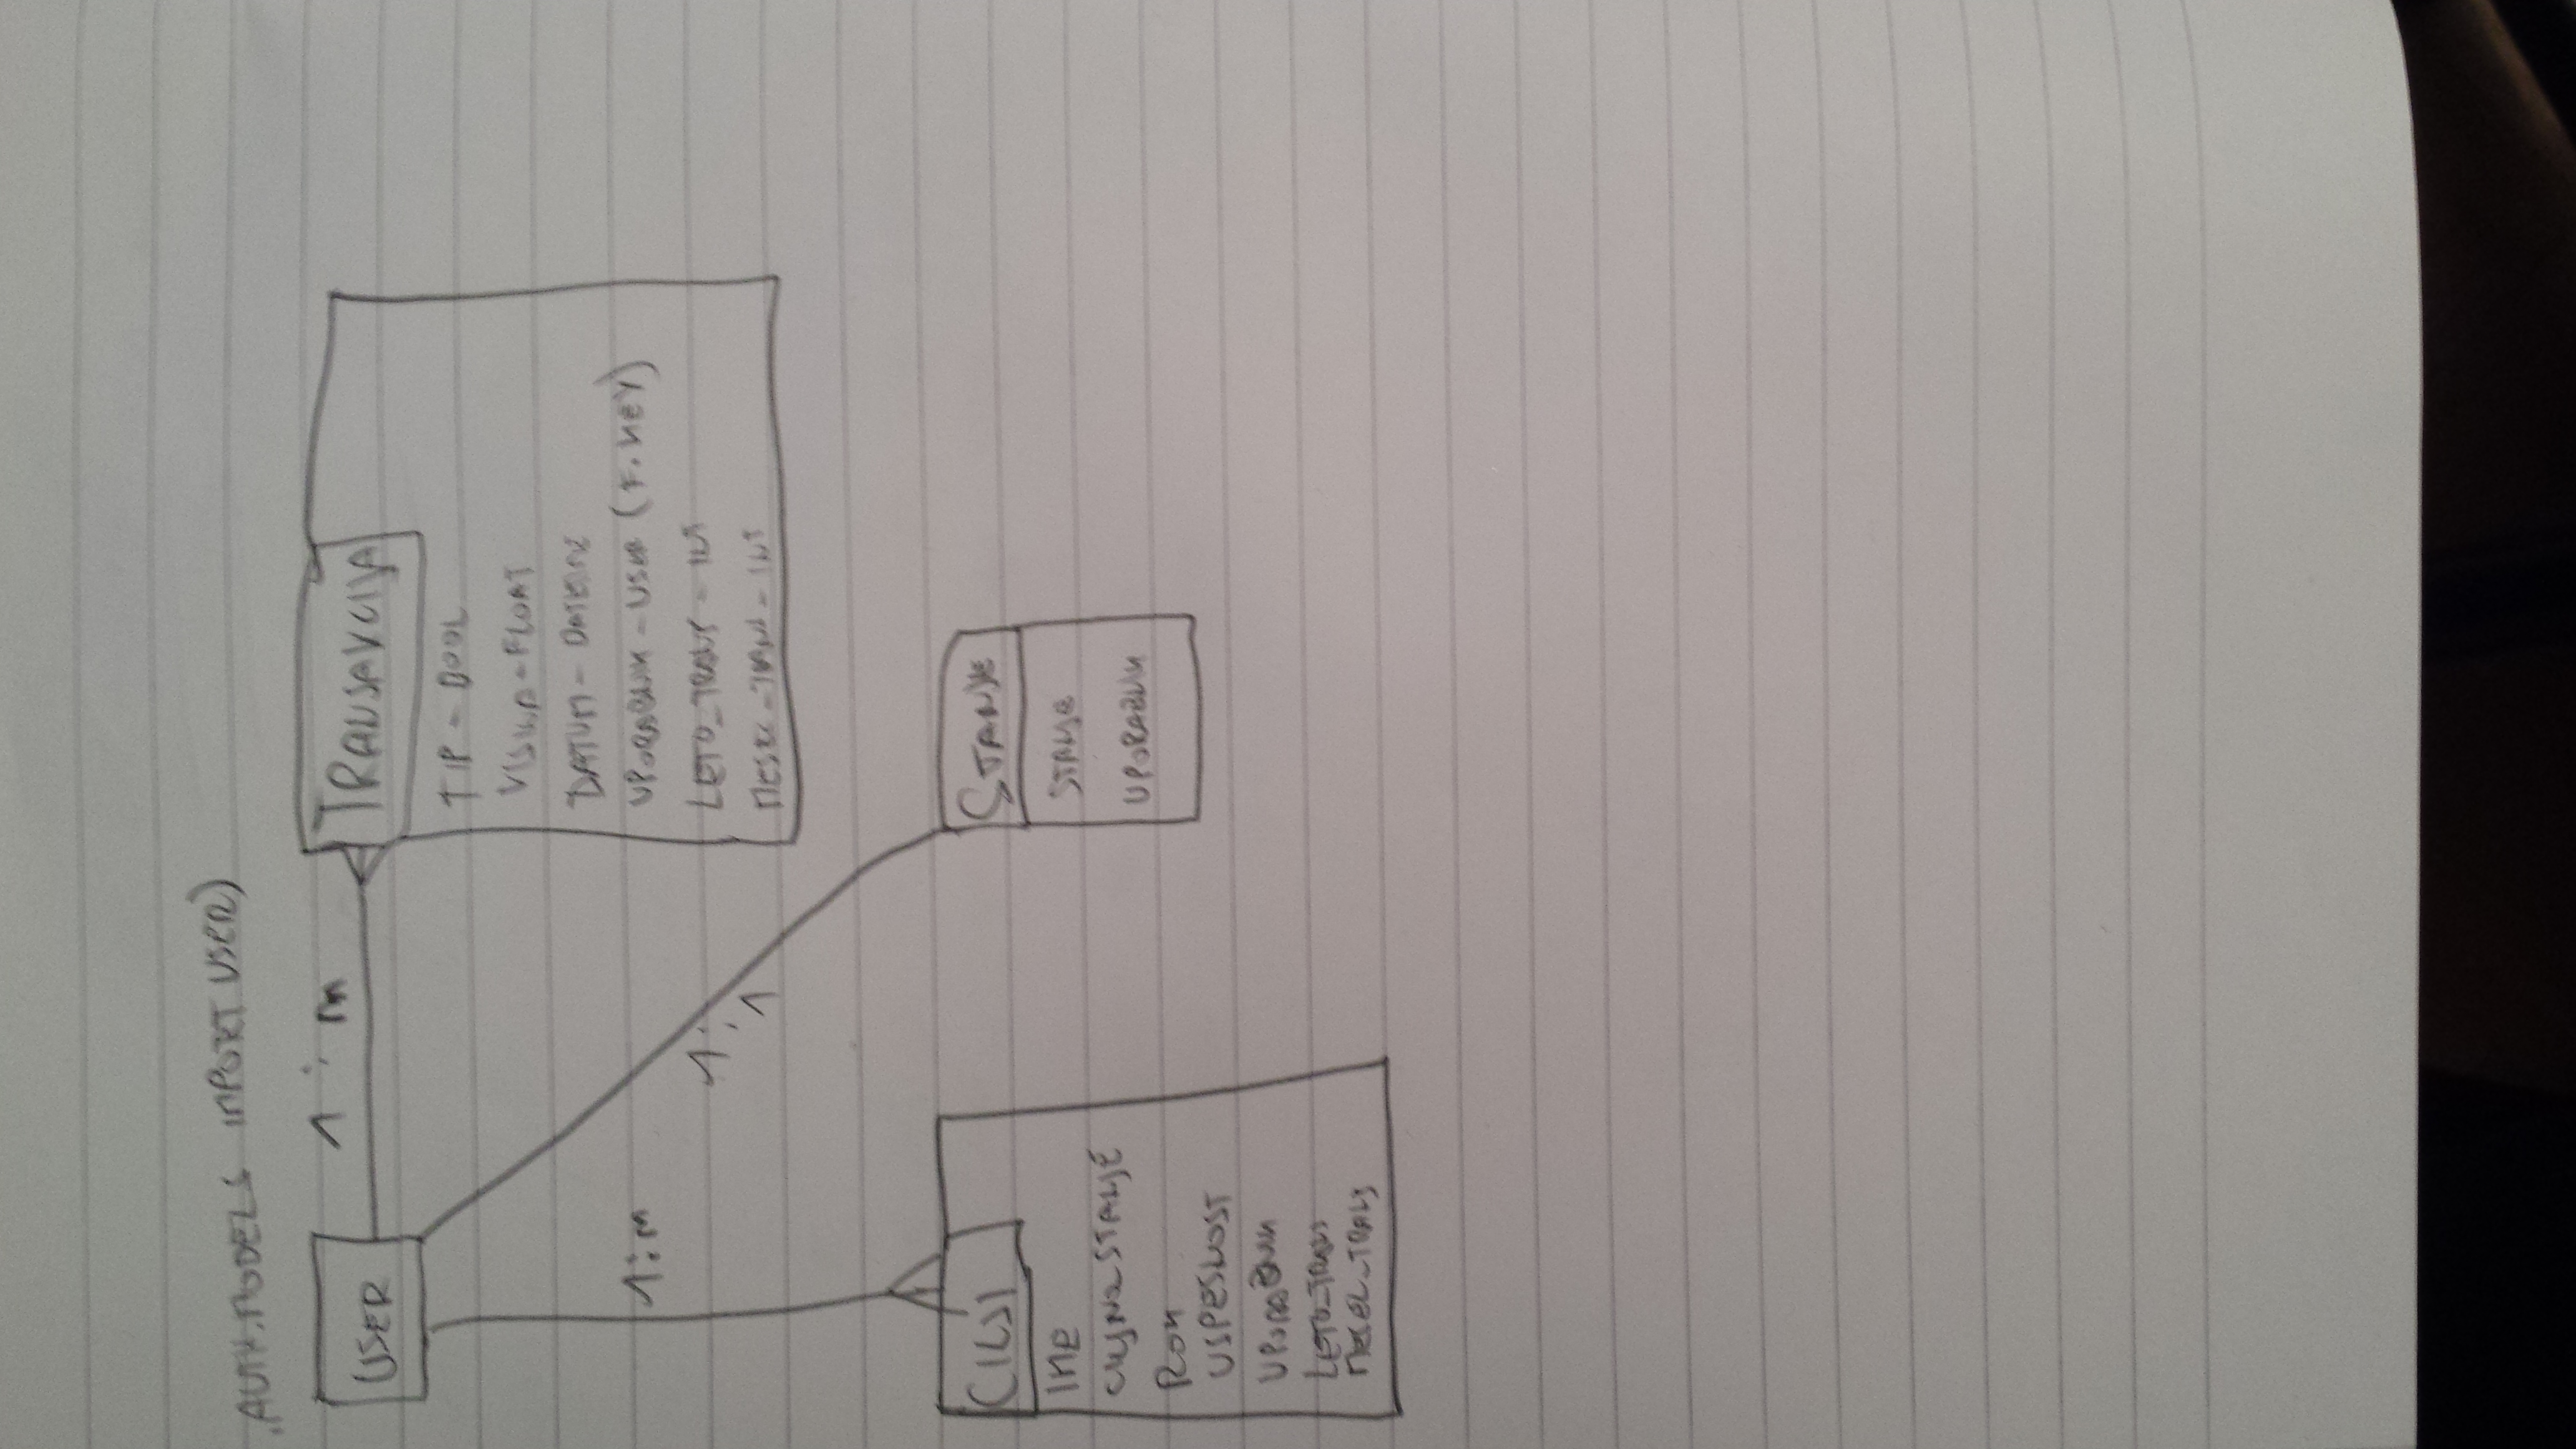 .AUTH.MODELS IMPORT USER)
USER
1 : m
TRANSAKCIJA
TIP - BOOL
VIŠINA - FLOAT
DATUM - DATETIME
UPORABNIK - USER (F.KEY)
LETO_TRANS - INT
MESEC_TRANS - INT
1:m
1:1
CILJI
IME
CILJNO_STANJE
ROK
USPESNOST
UPORABNIK
LETO_TRANS
MESEC_TRANS
STANJE
STANJE
UPORABNIK